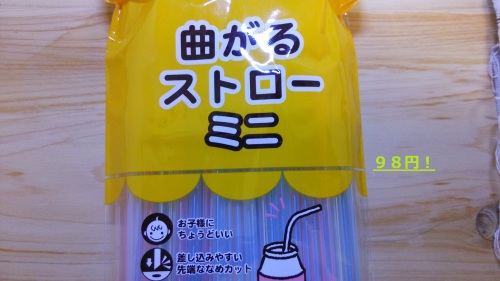 曲がる
ストロー
ミニ
９８円！
お子様に
ちょうどいい
差し込みやすい
先端ななめカット